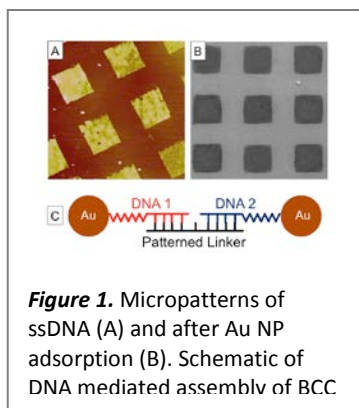 A
B
C
Au
DNA 1
DNA 2
Au
Patterned Linker
Figure 1. Micropatterns of
ssDNA (A) and after Au NP
adsorption (B). Schematic of
DNA mediated assembly of BCC